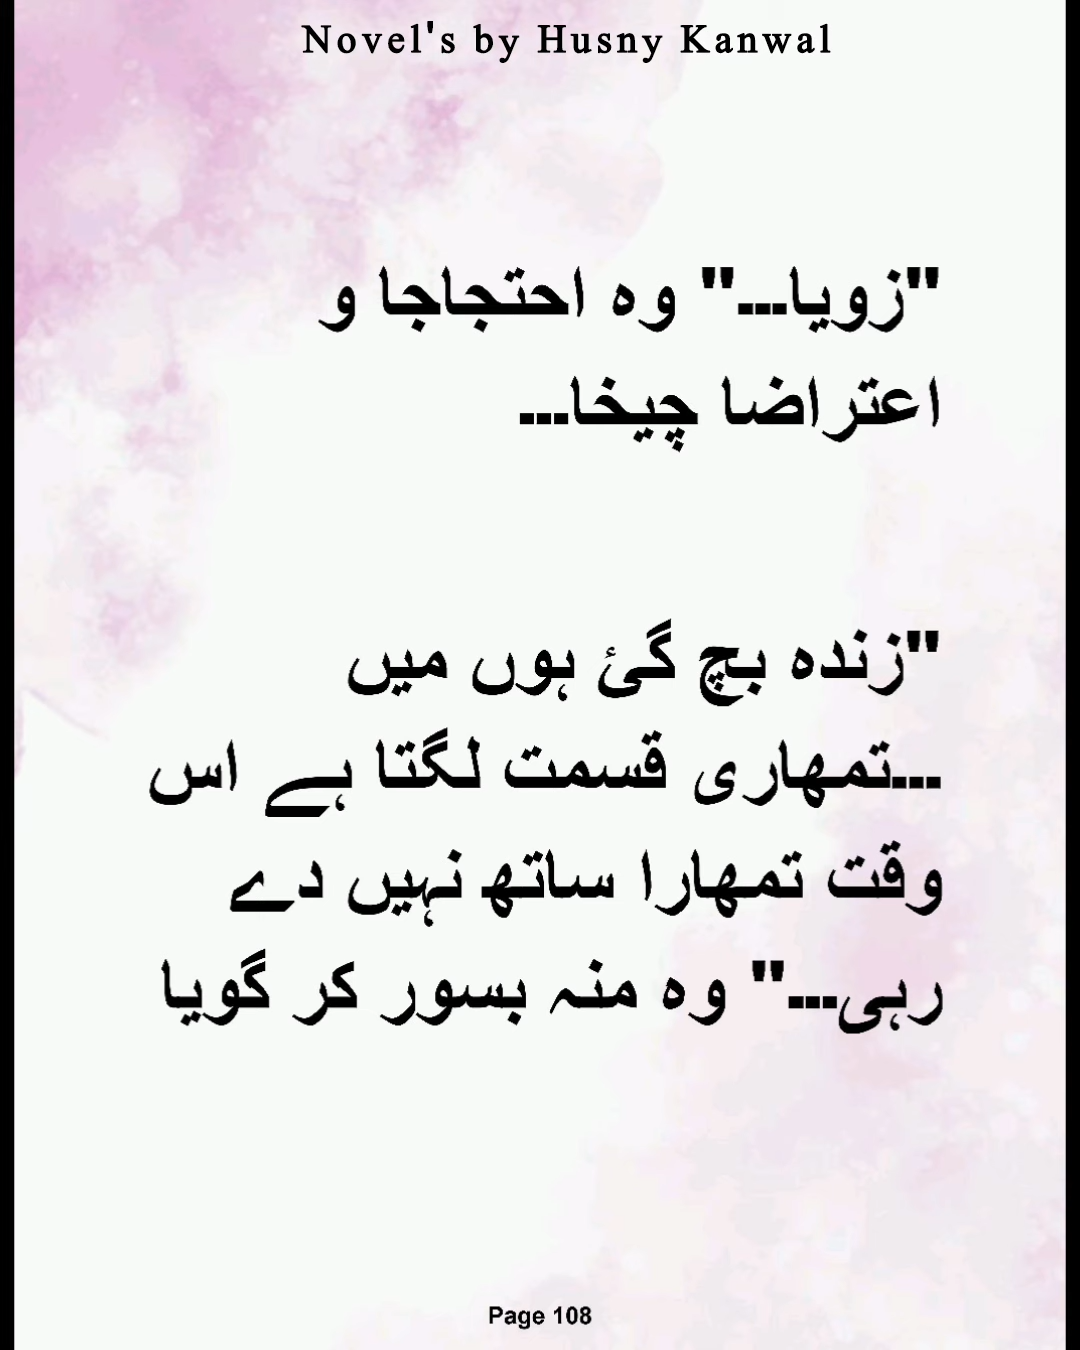 Novel's by Husny Kanwal
"زویا..." وہ احتجاجا و
اعتراضا چیخا...
"زندہ بچ گئ ہوں میں
...تمھاری قسمت لگتا ہے اس
وقت تمھارا ساتھ نہیں دے
رہی..." وہ منہ بسور کر گویا
Page 108